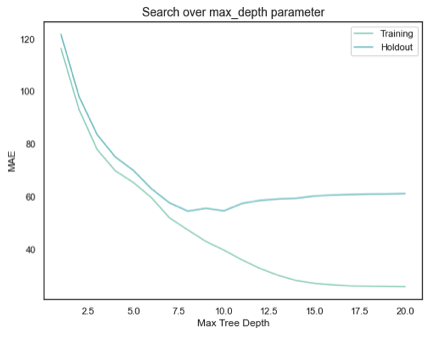 Search over max_depth parameter
Training
Holdout
120
100
80
60
40
MAE
2.5 5.0 7.5 10.0 12.5 15.0 17.5 20.0
Max Tree Depth